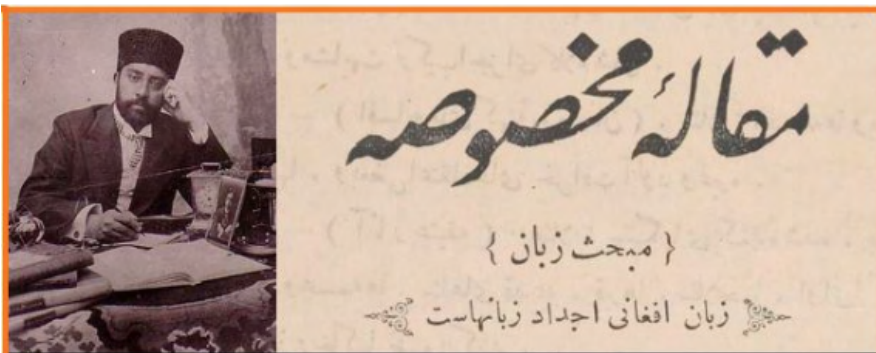 مقالهٔ مخصوصه
{ مبحث زبان }
زبان افغانی اجداد زبانهاست